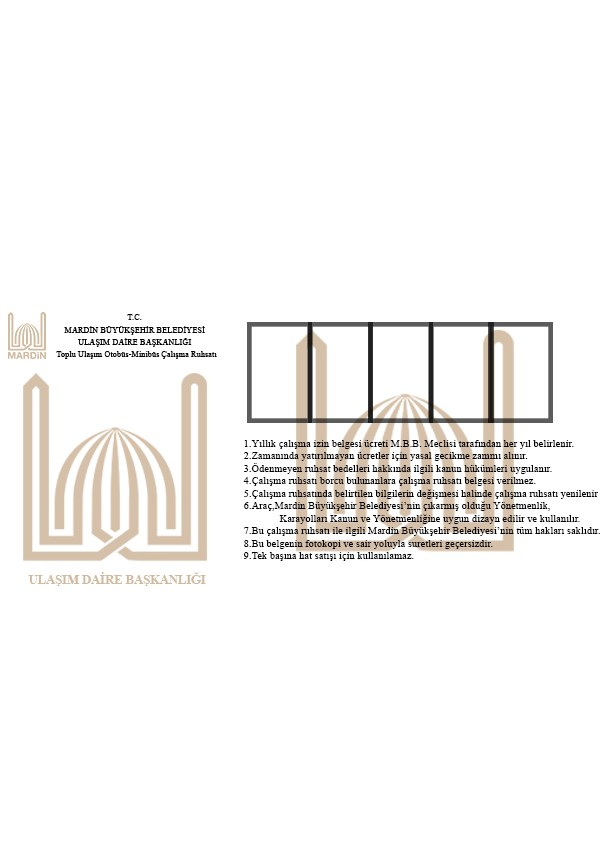 T.C.
MARDİN BÜYÜKŞEHİR BELEDİYESİ
ULAŞIM DAİRE BAŞKANLIĞI
Toplu Ulaşım Otobüs-Minibüs Çalışma Ruhsatı
MARDiN
ULAŞIM DAİRE BAŞKANLIĞI
1.Yıllık çalışma izin belgesi ücreti M.B.B. Meclisi tarafından her yıl belirlenir.
2.Zamanında yatırılmayan ücretler için yasal gecikme zammı alınır.
3.Ödenmeyen ruhsat bedelleri hakkında ilgili kanun hükümleri uygulanır.
4.Çalışma ruhsatı borcu bulunanlara çalışma ruhsatı belgesi verilmez.
5.Çalışma ruhsatında belirtilen bilgilerin değişmesi halinde çalışma ruhsatı yenilenir
6.Araç,Mardin Büyükşehir Belediyesi’nin çıkarmış olduğu Yönetmenlik,
Karayolları Kanun ve Yönetmenliğine uygun dizayn edilir ve kullanılır.
7.Bu çalışma ruhsatı ile ilgili Mardin Büyükşehir Belediyesi’nin tüm hakları saklıdır.
8.Bu belgenin fotokopi ve sair yoluyla suretleri geçersizdir.
9.Tek başına hat satışı için kullanılamaz.